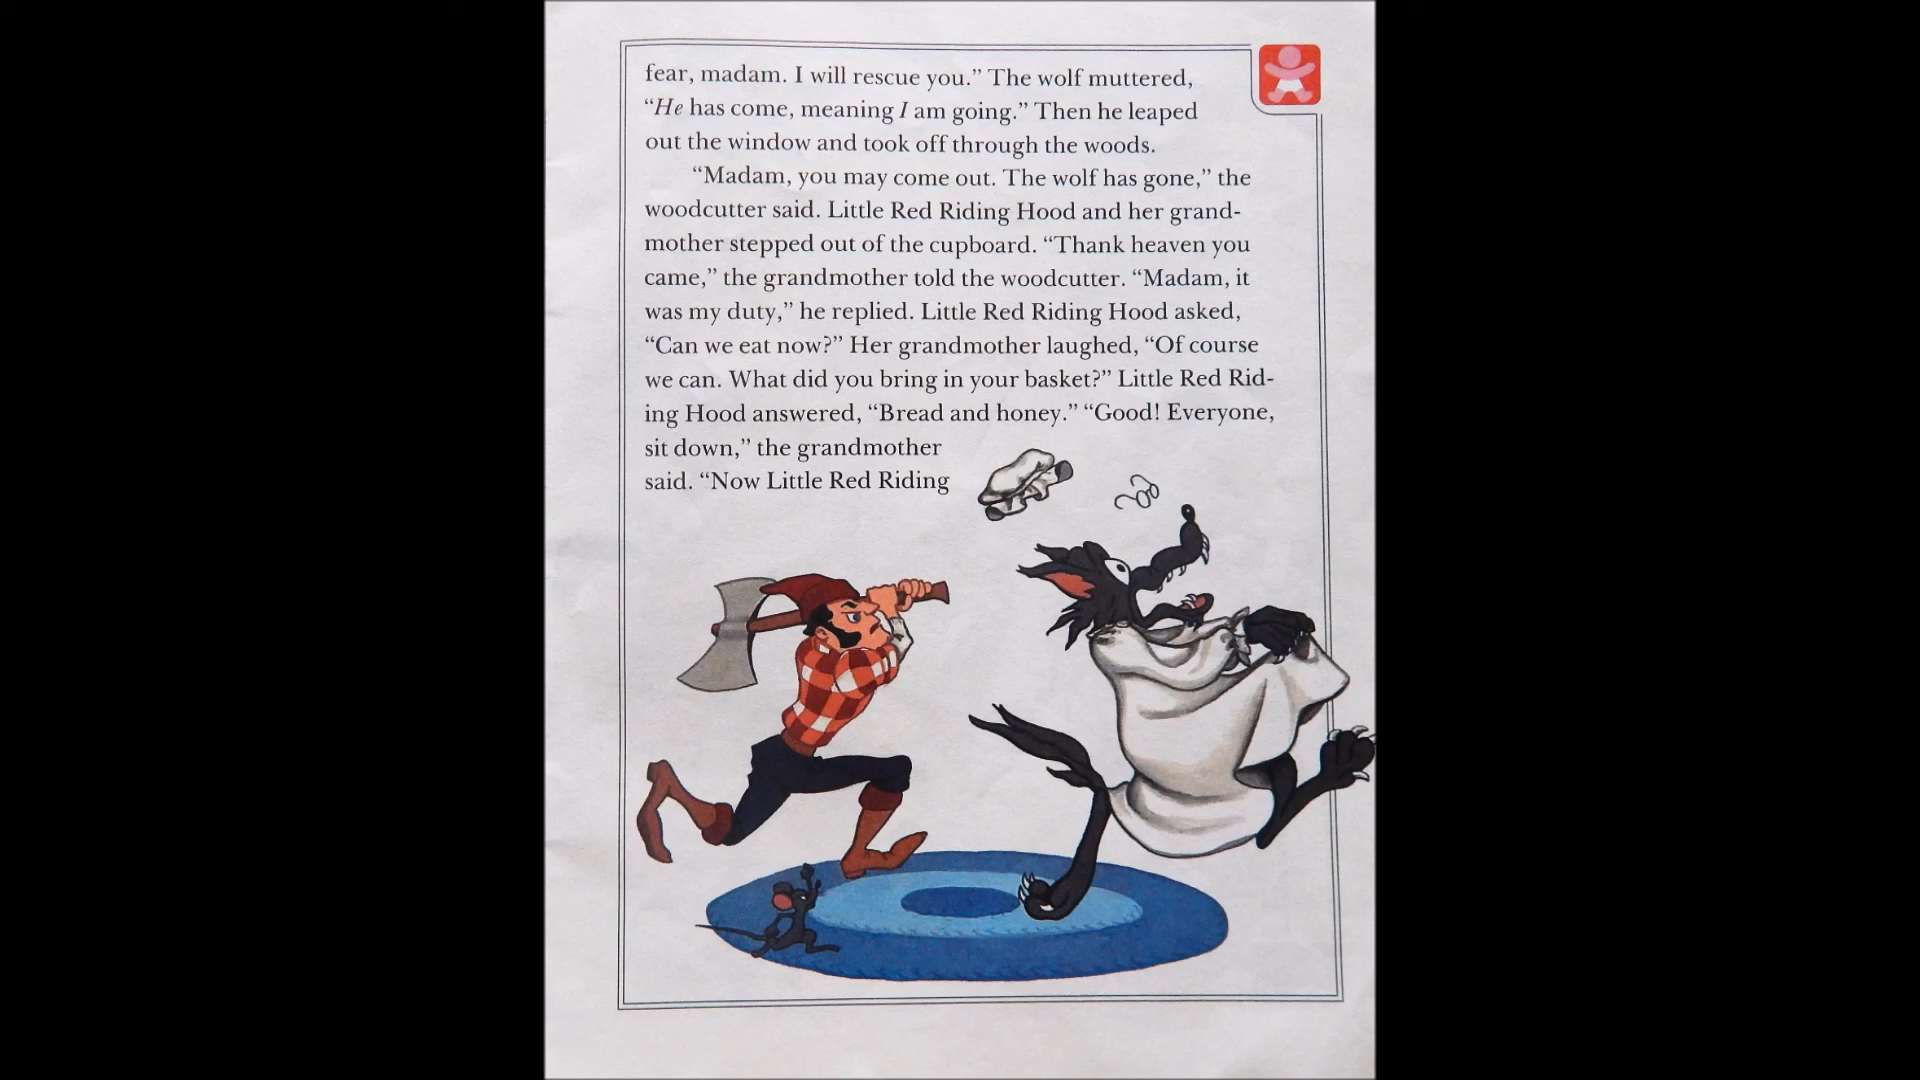 fear, madam. I will rescue you.” The wolf muttered,
“He has come, meaning I am going.” Then he leaped
out the window and took off through the woods.
“Madam, you may come out. The wolf has gone,” the
woodcutter said. Little Red Riding Hood and her grand-
mother stepped out of the cupboard. “Thank heaven you
came,” the grandmother told the woodcutter. “Madam, it
was my duty,” he replied. Little Red Riding Hood asked,
“Can we eat now?” Her grandmother laughed, “Of course
we can. What did you bring in your basket?” Little Red Rid-
ing Hood answered, “Bread and honey.” “Good! Everyone,
sit down,” the grandmother
said. “Now Little Red Riding